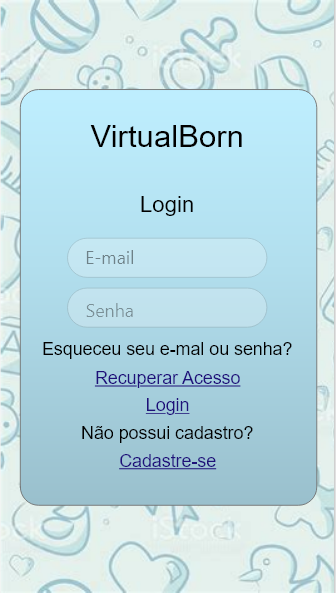 iStock
VirtualBorn
Login
E-mail
Senha
Esqueceu seu e-mal ou senha?
Recuperar Acesso
Login
Não possui cadastro?
Cadastre-se
iStock